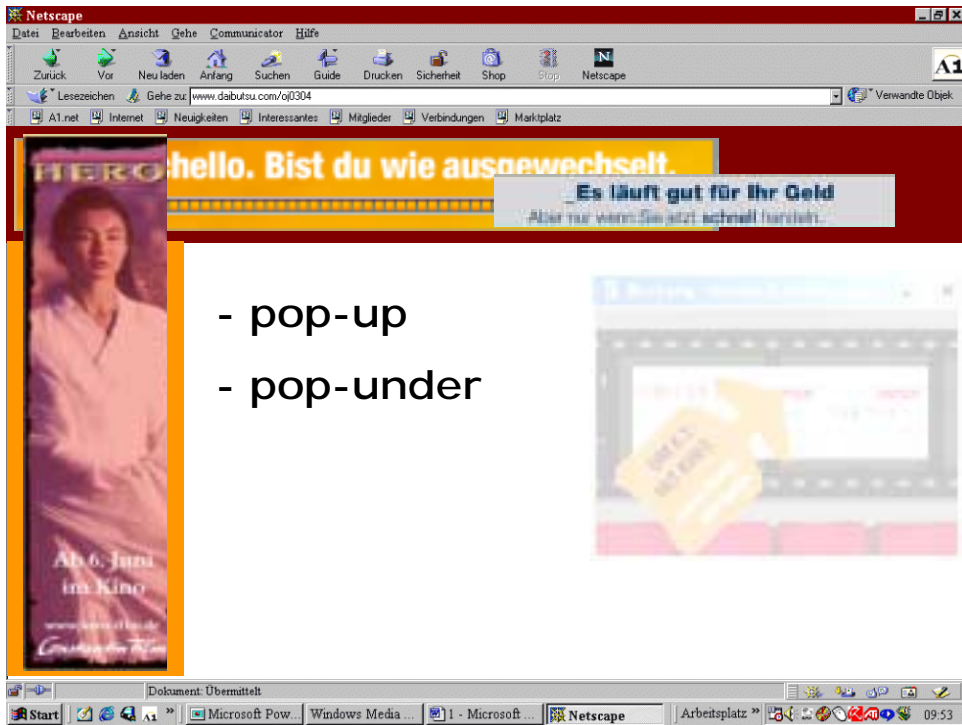 Netscape
Datei Bearbeiten Ansicht Gehe Communicator Hilfe
Zurück Vor Neu laden Anfang Suchen Guide Drucken Sicherheit Shop Stop Netscape
A1
Lesezeichen Gehe zu: www.daibutsu.com/oj0304 Verwandte Objek
A1.net Internet Neuigkeiten Interessantes Mitglieder Verbindungen Marktplatz
HERO
hello. Bist du wie ausgewechselt.
Es läuft gut für Ihr Geld
Aber nur wenn Sie jetzt schnell handeln.
- pop-up
- pop-under
Ab 6. Juni
im Kino
Constantin Film
Dokument: Übermittelt
Start A1 » Microsoft Pow... Windows Media ... 1 - Microsoft ... Netscape Arbeitsplatz » 09:53